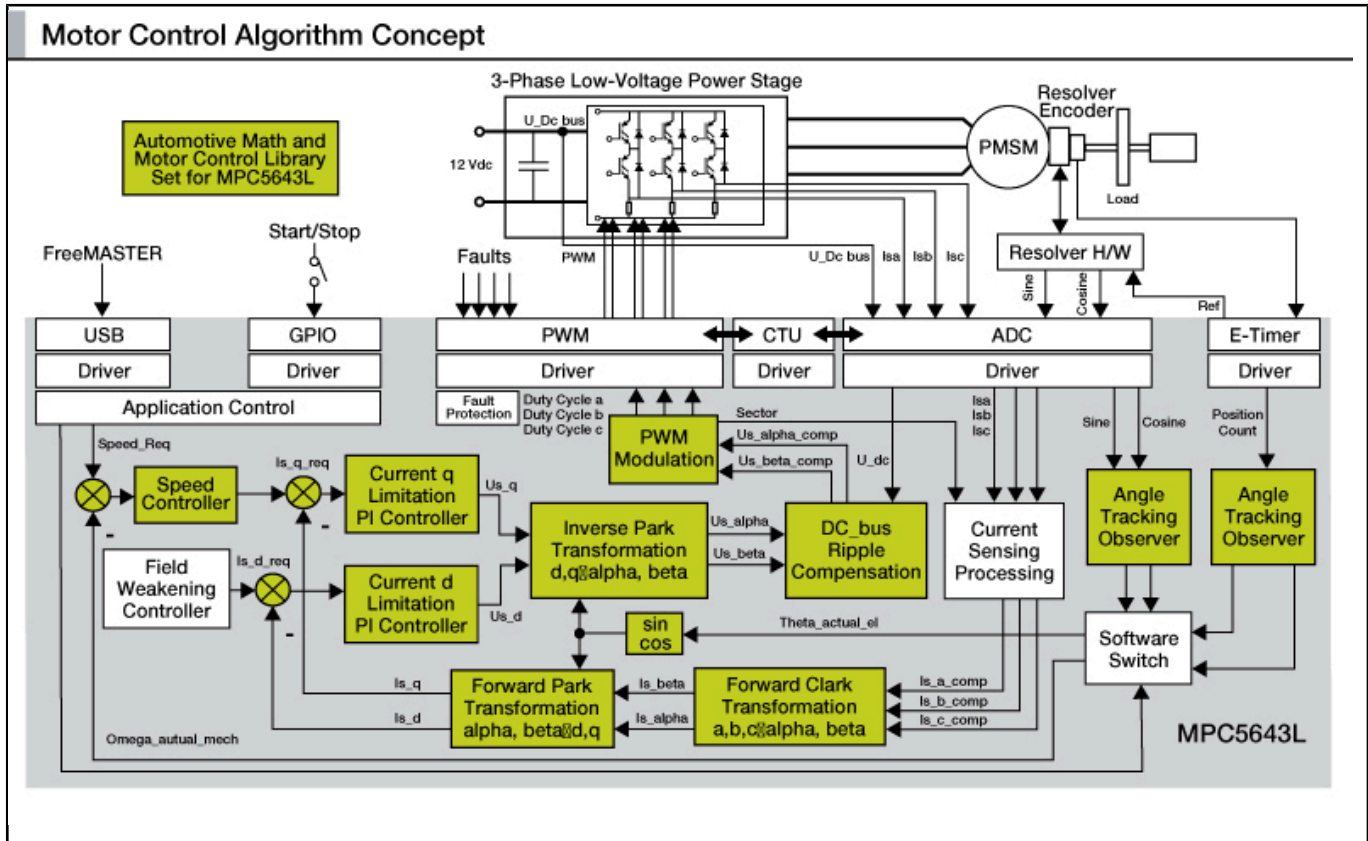 Motor Control Algorithm Concept
3-Phase Low-Voltage Power Stage
Resolver
Encoder
U_Dc bus
12 Vdc
PMSM
Load
Automotive Math and
Motor Control Library
Set for MPC5643L
FreeMASTER
Start/Stop
Faults
PWM
U_Dc bus
Isa
Isb
Isc
Resolver H/W
Sine
Cosine
Ref
USB
GPIO
PWM
CTU
ADC
E-Timer
Driver
Driver
Driver
Driver
Driver
Driver
Application Control
Fault
Protection
Duty Cycle a
Duty Cycle b
Duty Cycle c
Sector
Isa
Isb
Isc
Sine
Cosine
Position
Count
Speed_Req
PWM
Modulation
Us_alpha_comp
Us_beta_comp
U_dc
Is_q_req
Speed
Controller
Current q
Limitation
PI Controller
Us_q
Angle
Tracking
Observer
Angle
Tracking
Observer
-
-
Inverse Park
Transformation
d,q alpha, beta
Us_alpha
Us_beta
DC_bus
Ripple
Compensation
Current
Sensing
Processing
Field
Weakening
Controller
Is_d_req
-
Current d
Limitation
PI Controller
Us_d
sin
cos
Theta_actual_el
Software
Switch
Is_q
Is_d
Forward Park
Transformation
alpha, beta d,q
Is_beta
Is_alpha
Forward Clark
Transformation
a,b,c alpha, beta
Is_a_comp
Is_b_comp
Is_c_comp
Omega_autual_mech
MPC5643L